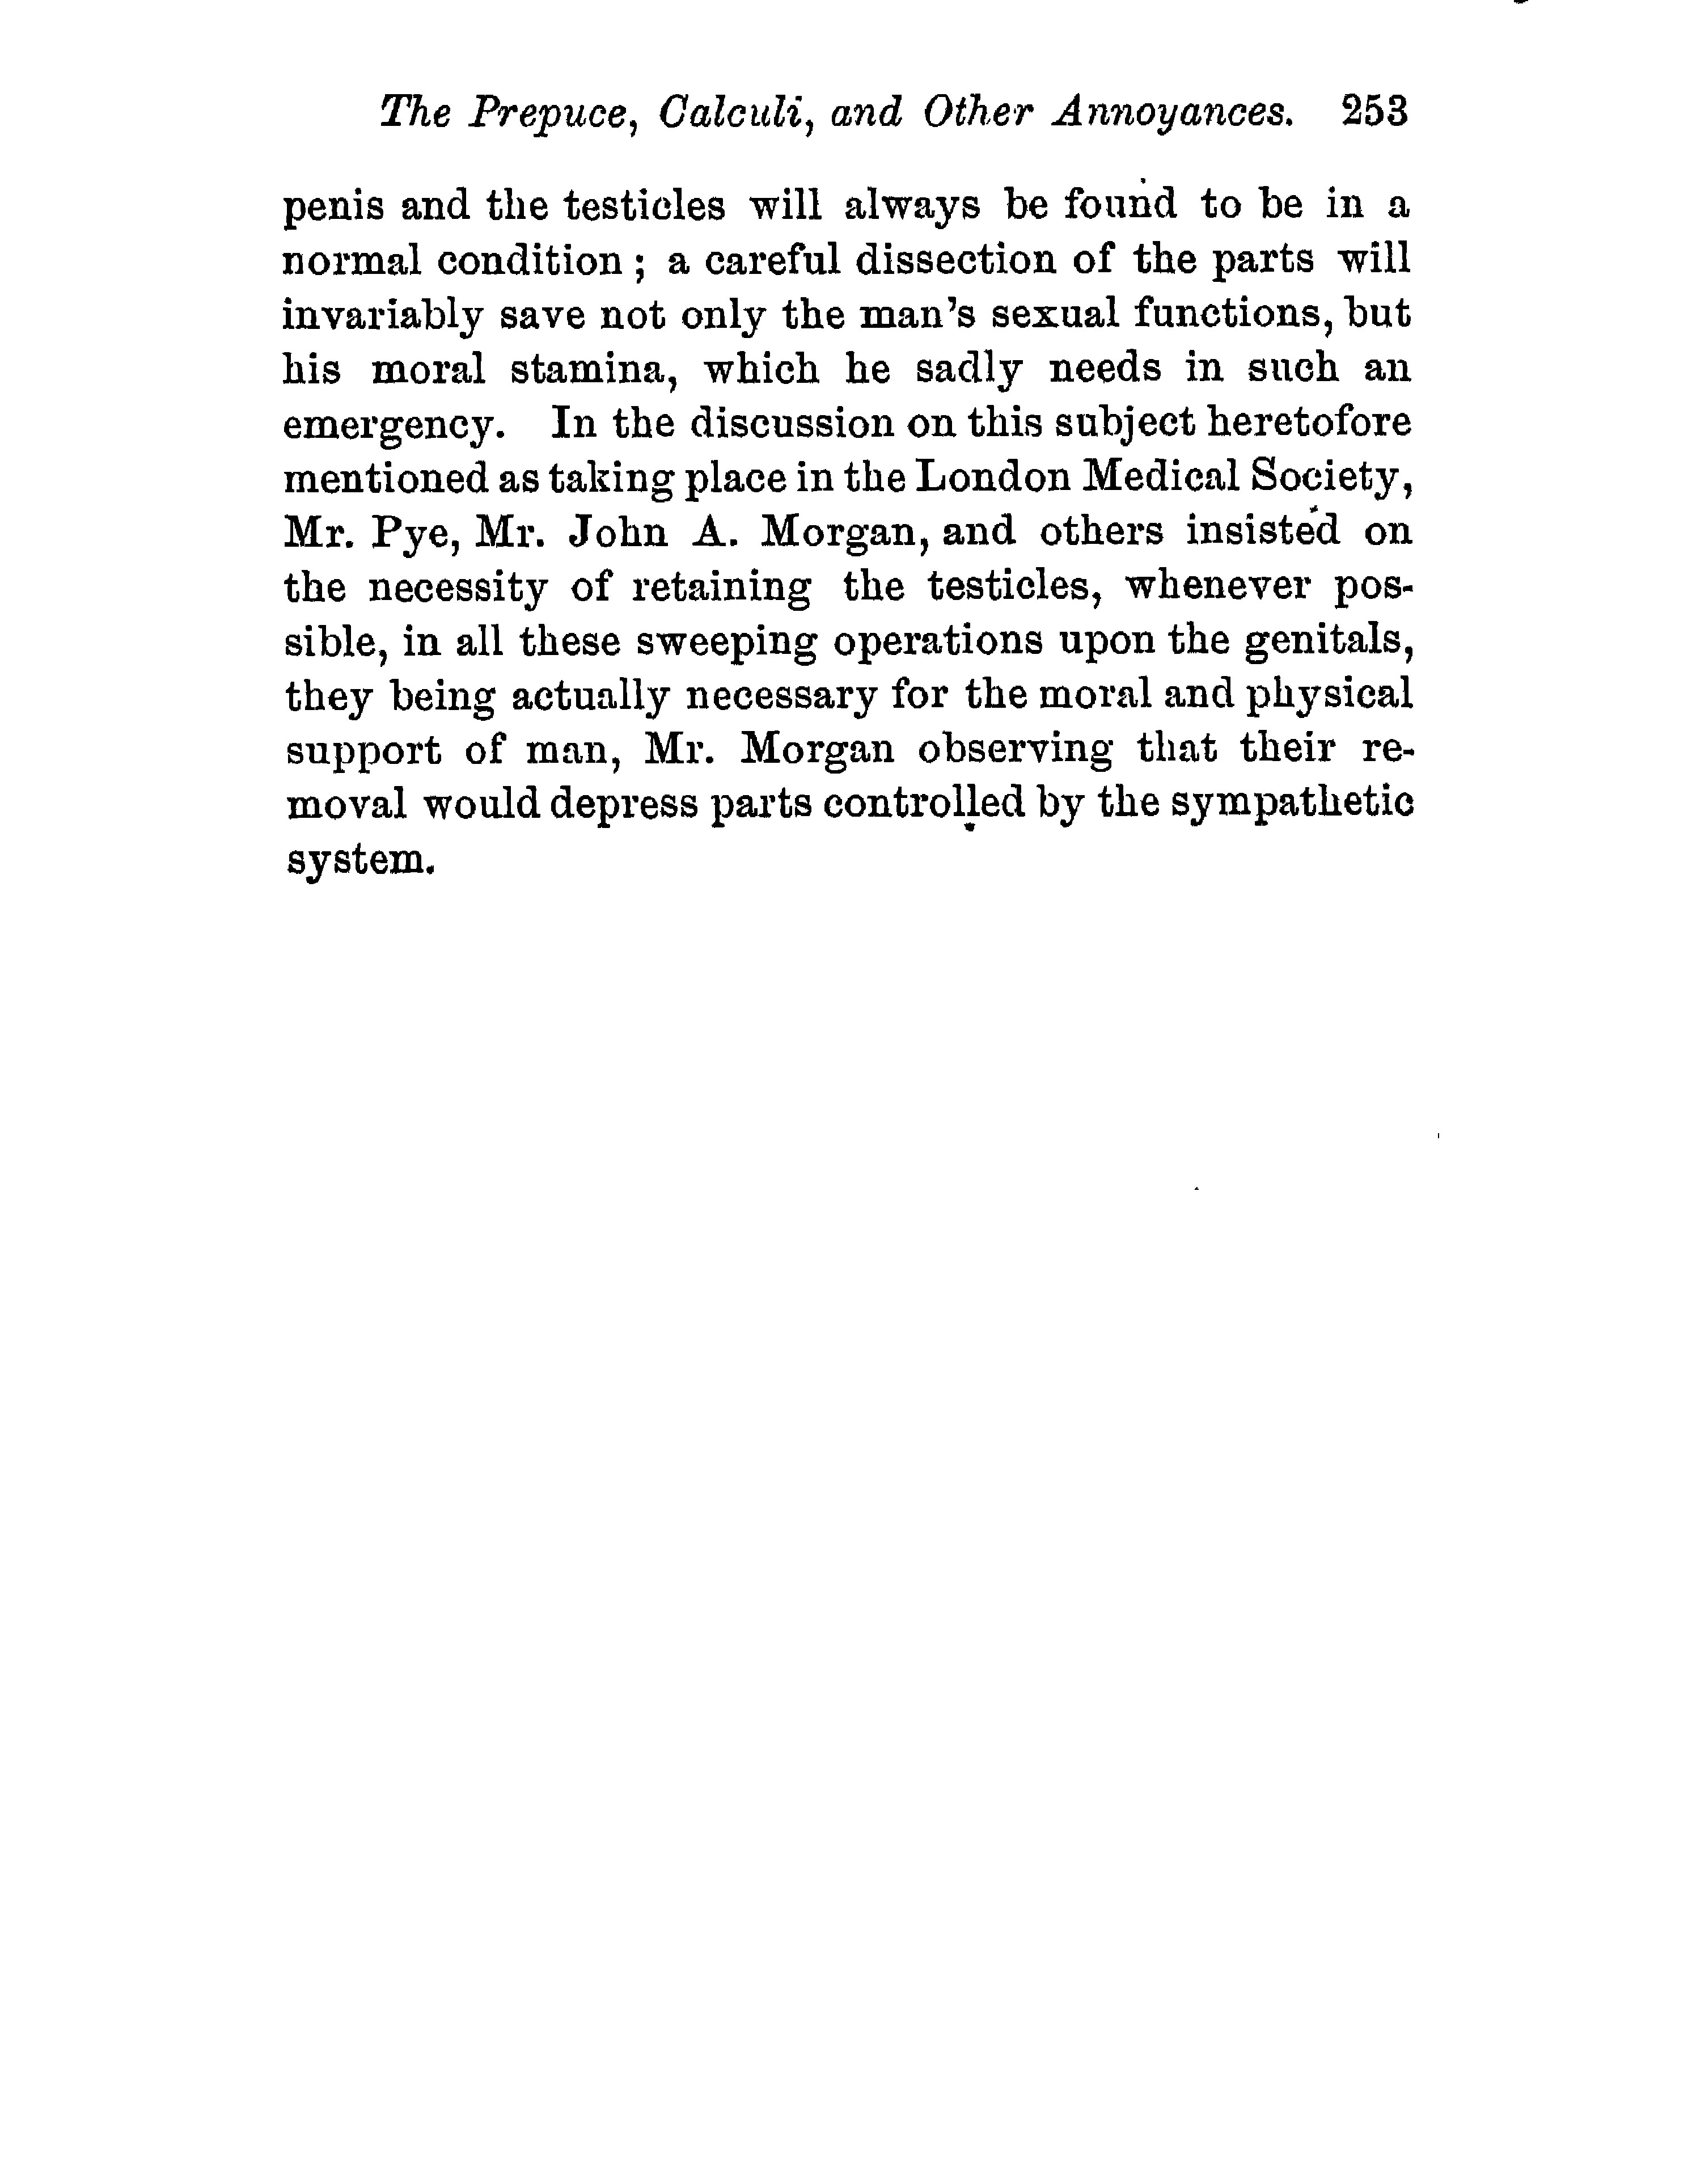 The Prepuce, Calculi, and Other Annoyances. 253
penis and the testicles will always be found to be in a
normal condition ; a careful dissection of the parts will
invariably save not only the man's sexual functions, but
his moral stamina, which he sadly needs in such an
emergency. In the discussion on this subject heretofore
mentioned as taking place in the London Medical Society,
Mr. Pye, Mr. John A. Morgan, and others insisted on
the necessity of retaining the testicles, whenever pos-
sible, in all these sweeping operations upon the genitals,
they being actually necessary for the moral and physical
support of man, Mr. Morgan observing that their re-
moval would depress parts controlled by the sympathetic
system.